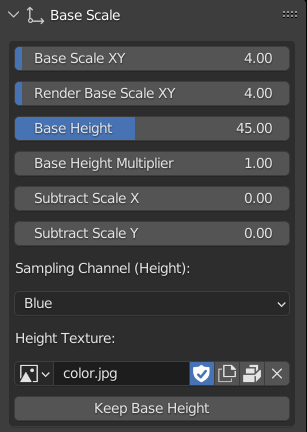 Base Scale
Base Scale XY 4.00
Render Base Scale XY 4.00
Base Height 45.00
Base Height Multiplier 1.00
Subtract Scale X 0.00
Subtract Scale Y 0.00
Sampling Channel (Height):
Blue
Height Texture:
color.jpg
Keep Base Height